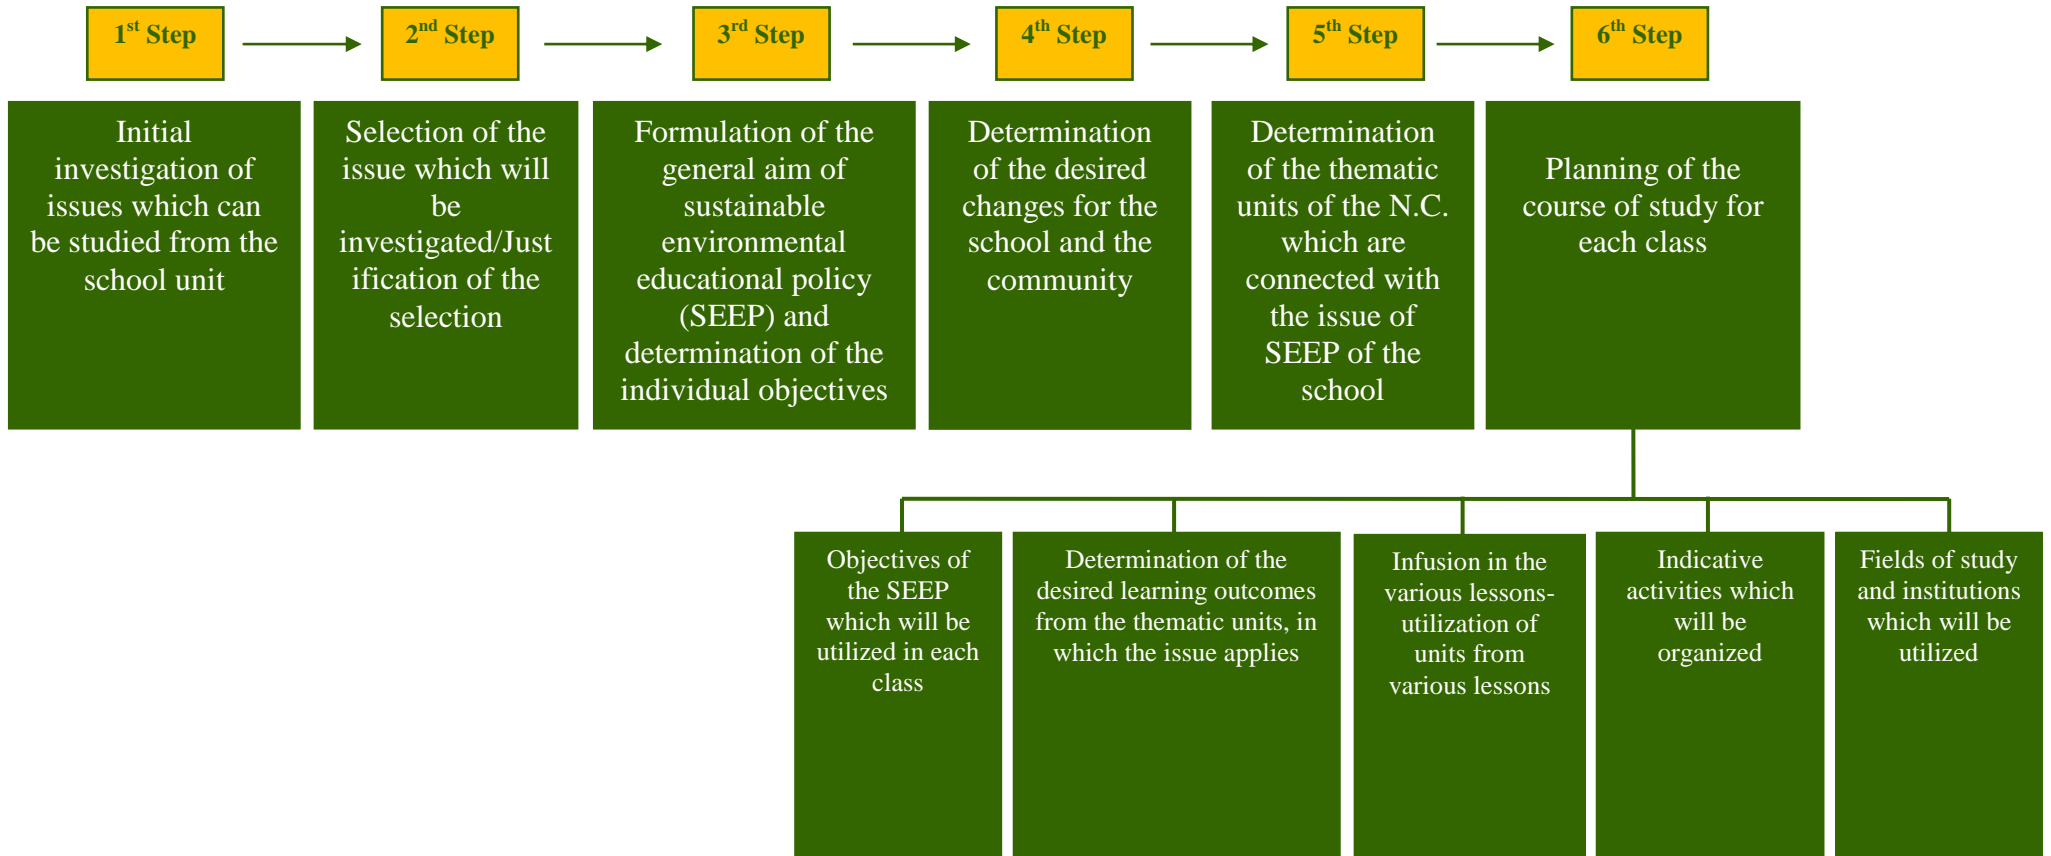 1st Step
2nd Step
3rd Step
4th Step
5th Step
6th Step
Initial
investigation of
issues which can
be studied from the
school unit
Selection of the
issue which will
be
investigated/Just
ification of the
selection
Formulation of the
general aim of
sustainable
environmental
educational policy
(SEEP) and
determination of the
individual objectives
Determination
of the desired
changes for the
school and the
community
Determination
of the thematic
units of the N.C.
which are
connected with
the issue of
SEEP of the
school
Planning of the
course of study for
each class
Objectives of
the SEEP
which will be
utilized in each
class
Determination of the
desired learning outcomes
from the thematic units, in
which the issue applies
Infusion in the
various lessons-
utilization of
units from
various lessons
Indicative
activities which
will be
organized
Fields of study
and institutions
which will be
utilized